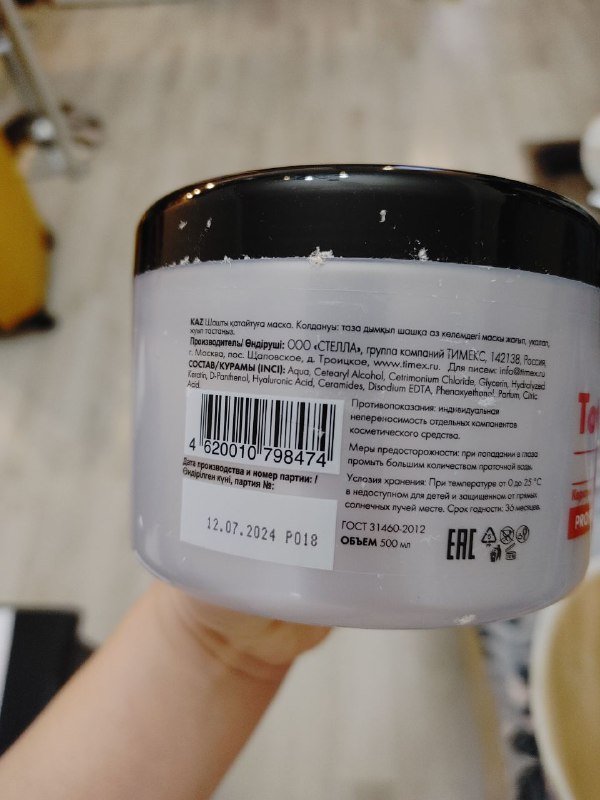 KAZ Шашты қатайтуға маска. Қолдануы: таза дымқыл шашқа аз көлемдегі маскы жағып, уқалап,
жуып тастаңыз.
Производитель/ Өндіруші: ООО «СТЕЛЛА», группа компаний ТИМЕКС, 142138, Россия,
г. Москва, пос. Щаповское, д. Троицкое, www.timex.ru. Для писем: info@timex.ru
СОСТАВ/КУРАМЫ (INCI): Aqua, Cetearyl Alcohol, Cetrimonium Chloride, Glycerin, Hydrolyzed
Keratin, D-Panthenol, Hyaluronic Acid, Ceramides, Disodium EDTA, Phenoxyethanol, Parfum, Citric
Acid.
4 620010 798474
Дата производства и номер партии: /
Өндірілген күні, партия №:
12.07.2024 P018
Противопоказания: индивидуальная
непереносимость отдельных компонентов
косметического средства.
Меры предосторожности: при попадании в глаза
промыть большим количеством проточной воды.
Условия хранения: При температуре от 0 до 25 °С
в недоступном для детей и защищенном от прямых
солнечных лучей месте. Срок годности: 36 месяцев.
ГОСТ 31460-2012
ОБЪЕМ 500 мл
EAC